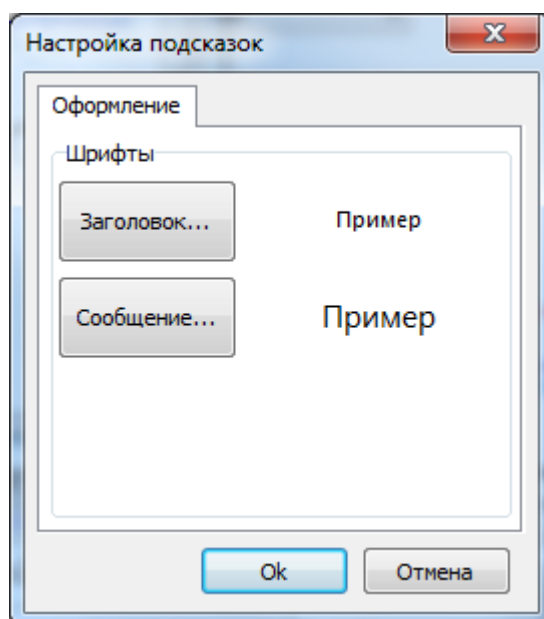 Настройка подсказок
Оформление
Шрифты
Заголовок...
Пример
Сообщение...
Пример
Ok
Отмена